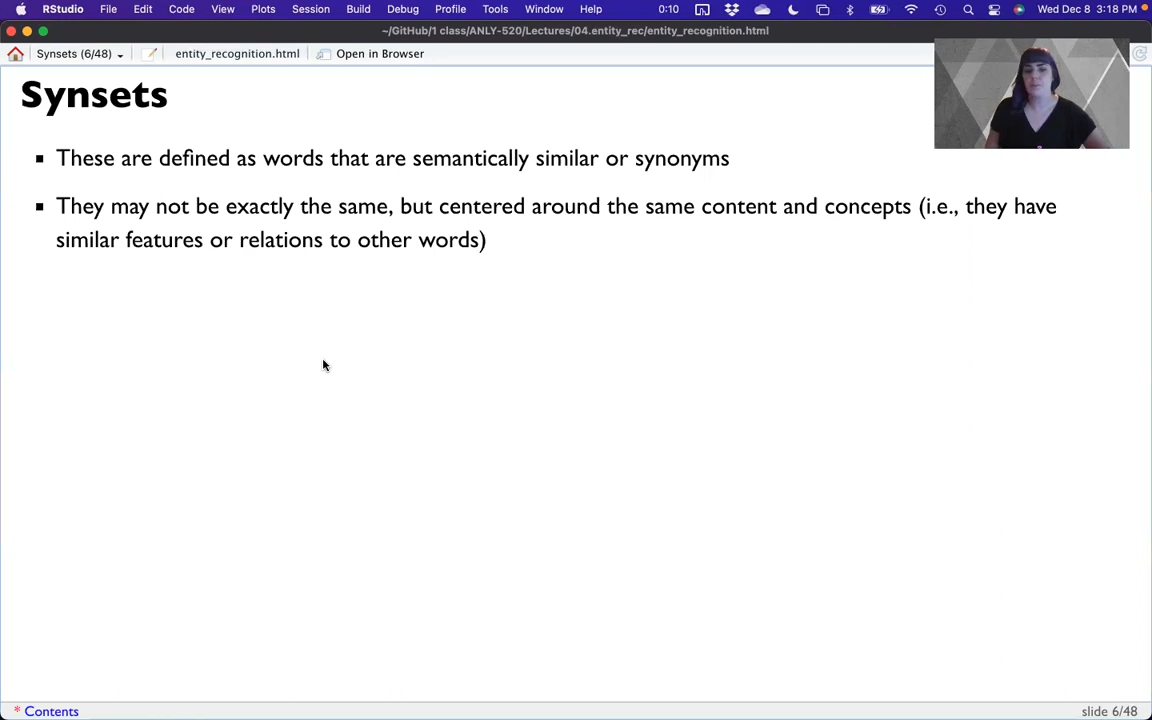 RStudio File Edit Code View Plots Session Build Debug Profile Tools Window Help 0:10 Wed Dec 8 3:18 PM
~/GitHub/1 class/ANLY-520/Lectures/04.entity_rec/entity_recognition.html
Synsets (6/48) entity_recognition.html Open in Browser
Synsets
These are defined as words that are semantically similar or synonyms
They may not be exactly the same, but centered around the same content and concepts (i.e., they have
similar features or relations to other words)
* Contents slide 6/48